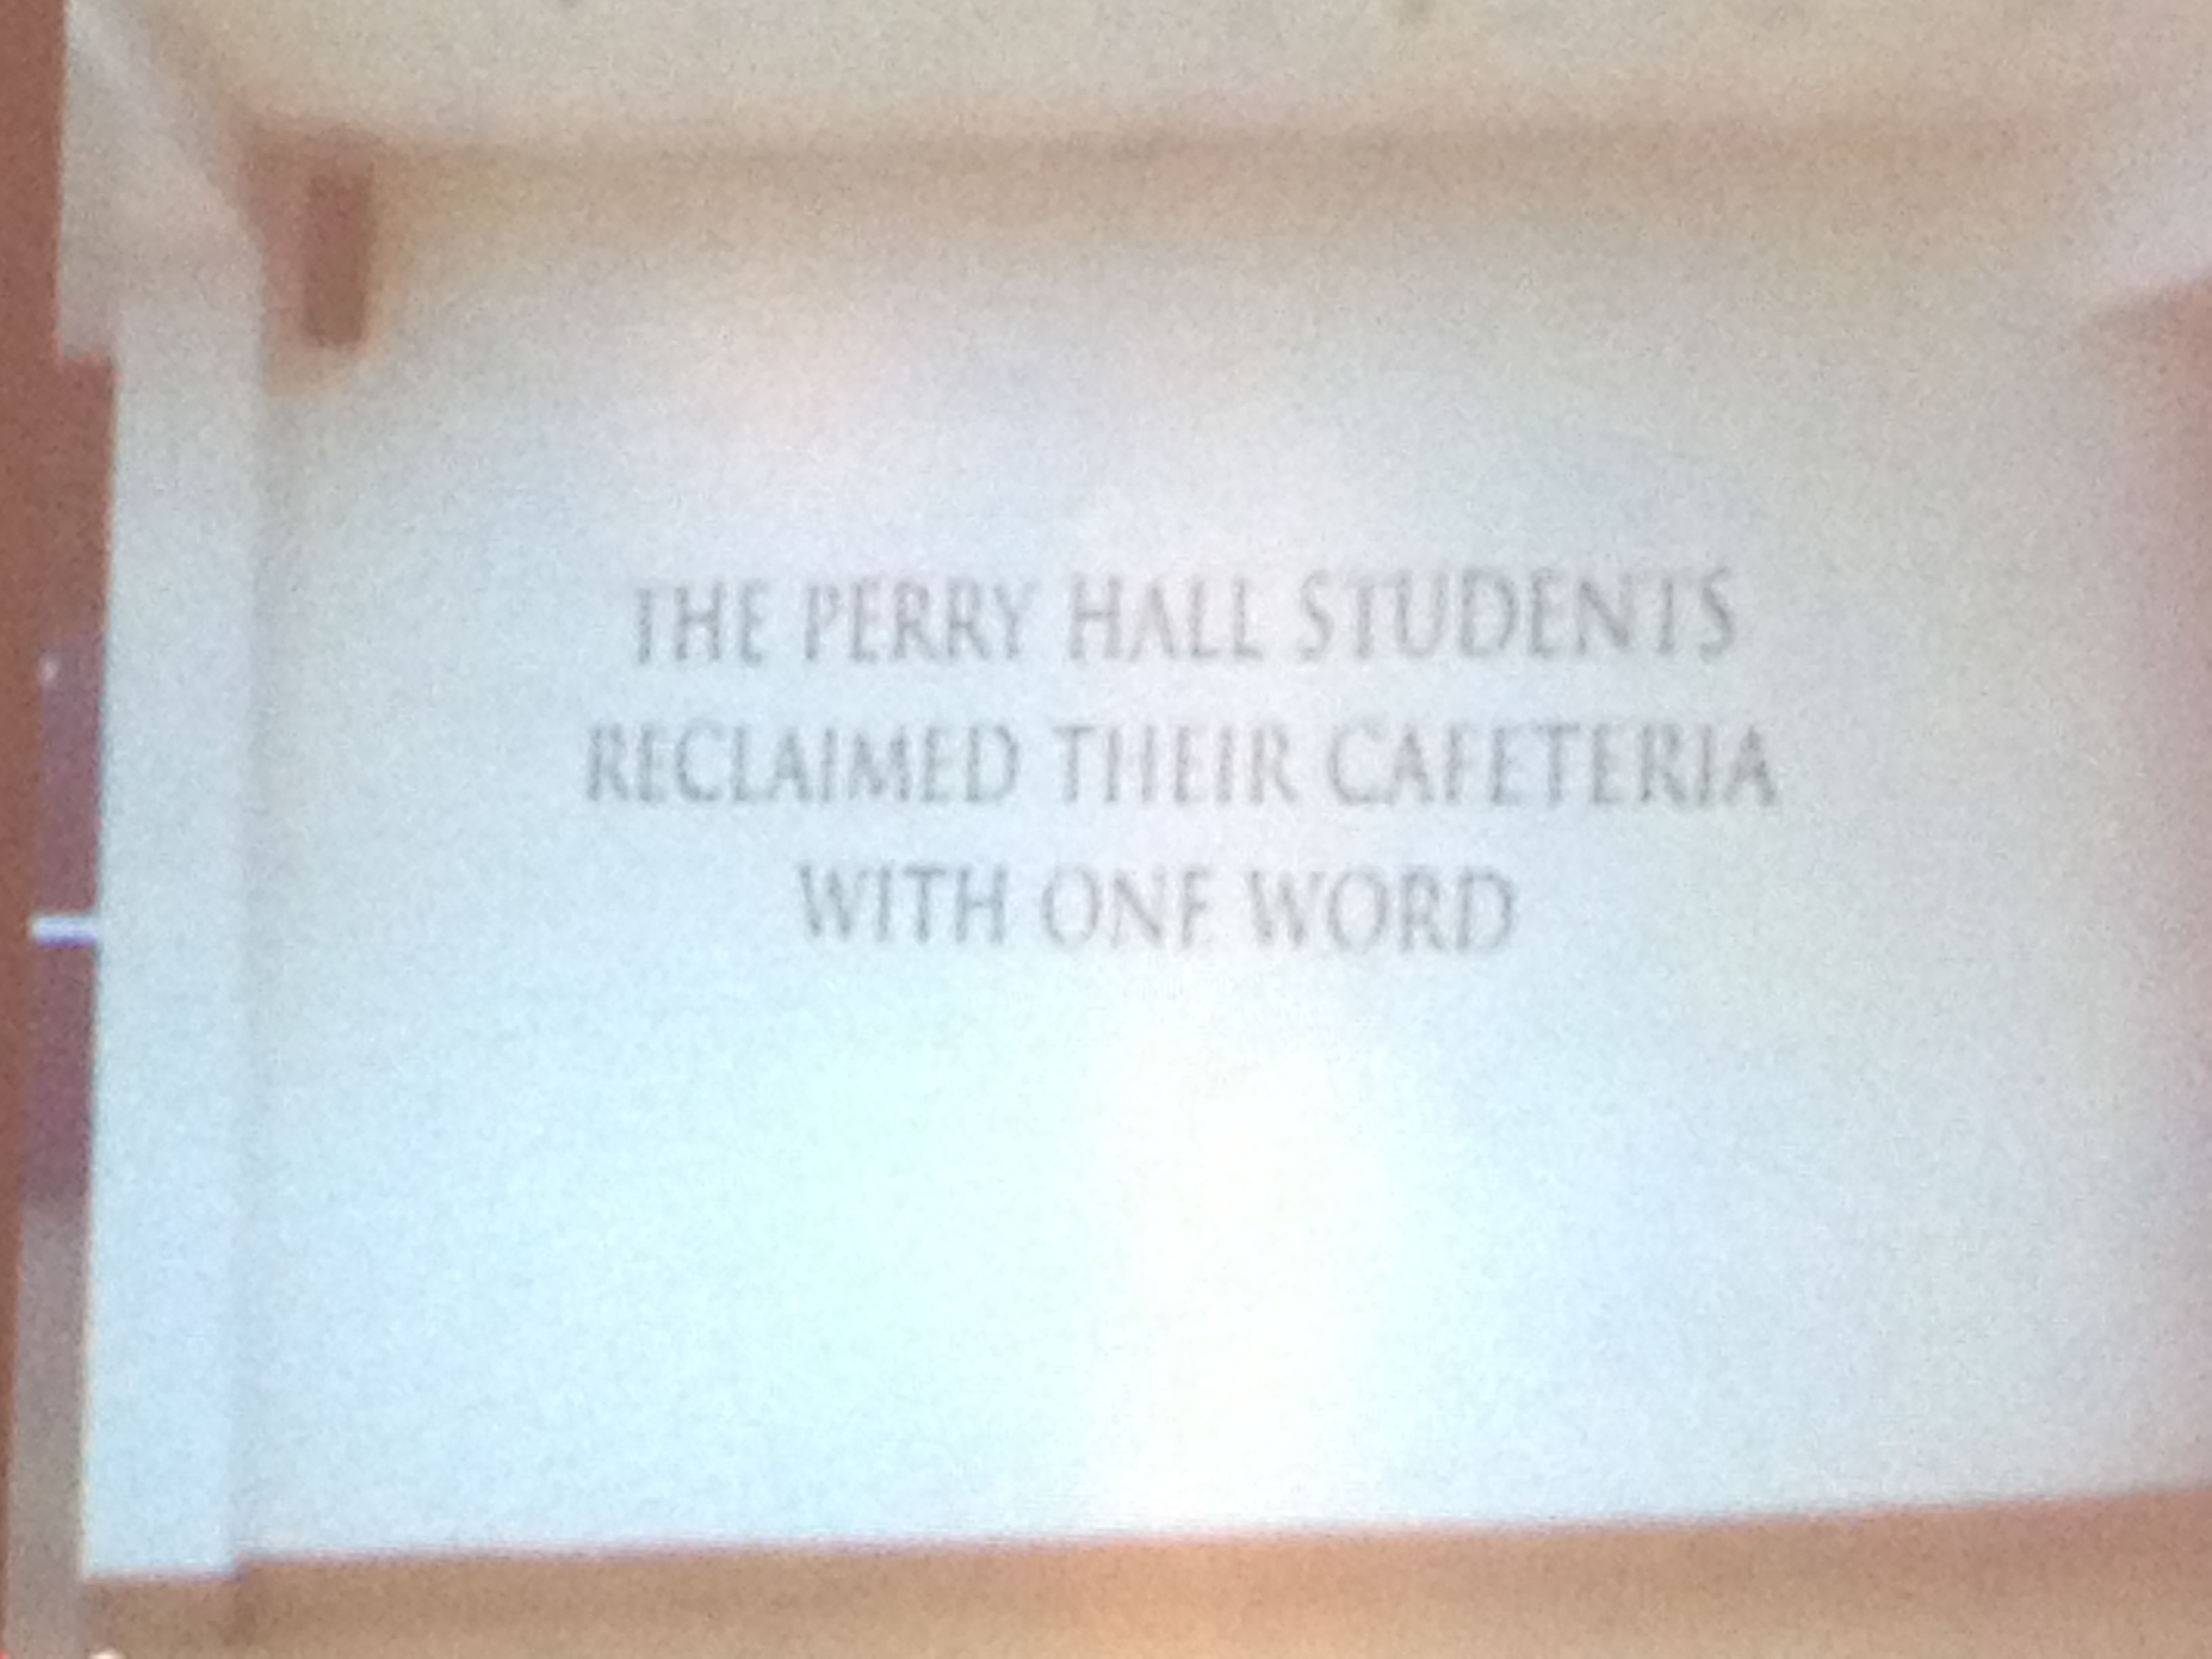 THE PERRY HALL STUDENTS
RECLAIMED THEIR CAFETERIA
WITH ONE WORD